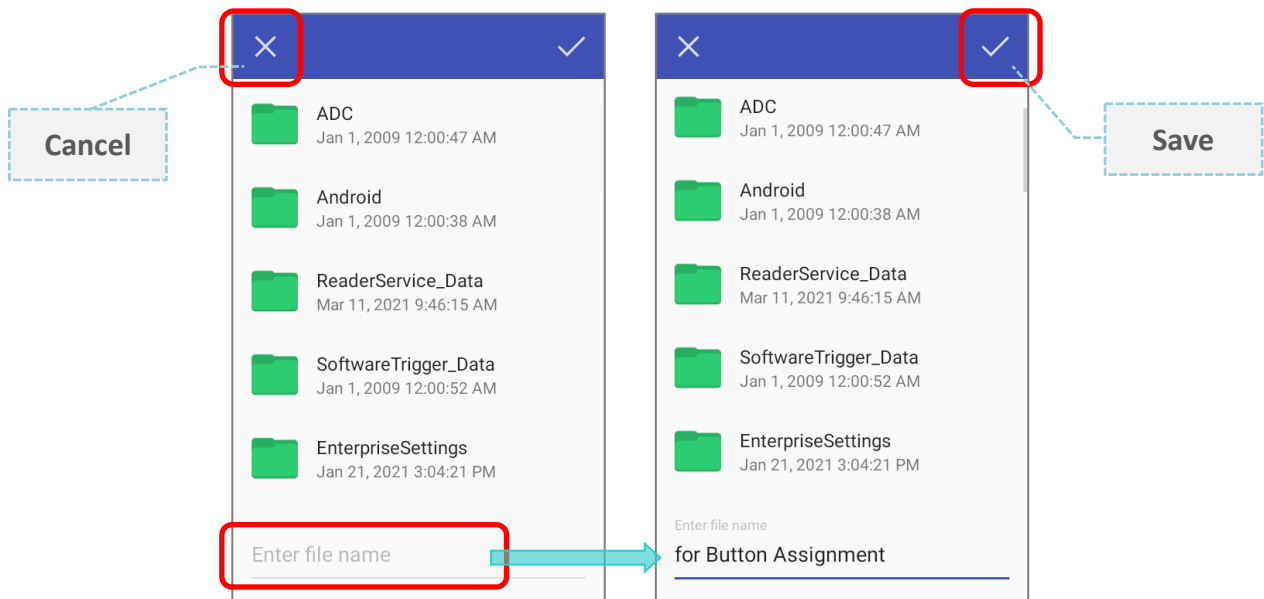 Cancel
ADC
Jan 1, 2009 12:00:47 AM
Android
Jan 1, 2009 12:00:38 AM
ReaderService_Data
Mar 11, 2021 9:46:15 AM
SoftwareTrigger_Data
Jan 1, 2009 12:00:52 AM
EnterpriseSettings
Jan 21, 2021 3:04:21 PM
Enter file name
ADC
Jan 1, 2009 12:00:47 AM
Android
Jan 1, 2009 12:00:38 AM
ReaderService_Data
Mar 11, 2021 9:46:15 AM
SoftwareTrigger_Data
Jan 1, 2009 12:00:52 AM
EnterpriseSettings
Jan 21, 2021 3:04:21 PM
Enter file name
for Button Assignment
Save